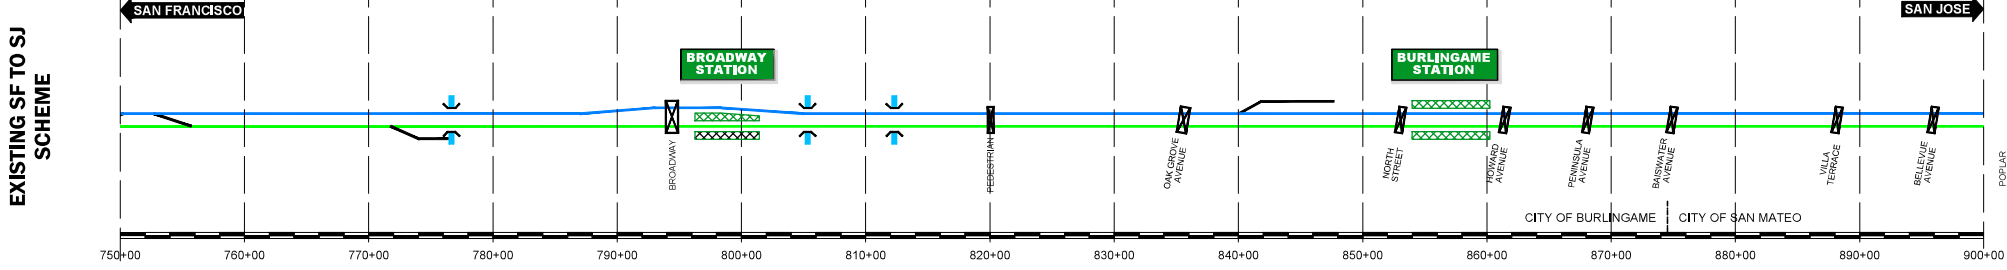 EXISTING SF TO SJ
SCHEME
SAN FRANCISCO
SAN JOSE
BROADWAY
STATION
BURLINGAME
STATION
BROADWAY
PEDESTRIAN
OAK GROVE
AVENUE
NORTH
STREET
HOWARD
AVENUE
PENINSULA
AVENUE
BAISWATER
AVENUE
VILLA
TERRACE
BELLEVUE
AVENUE
POPLAR
CITY OF BURLINGAME
CITY OF SAN MATEO
750+00
760+00
770+00
780+00
790+00
800+00
810+00
820+00
830+00
840+00
850+00
860+00
870+00
880+00
890+00
900+00